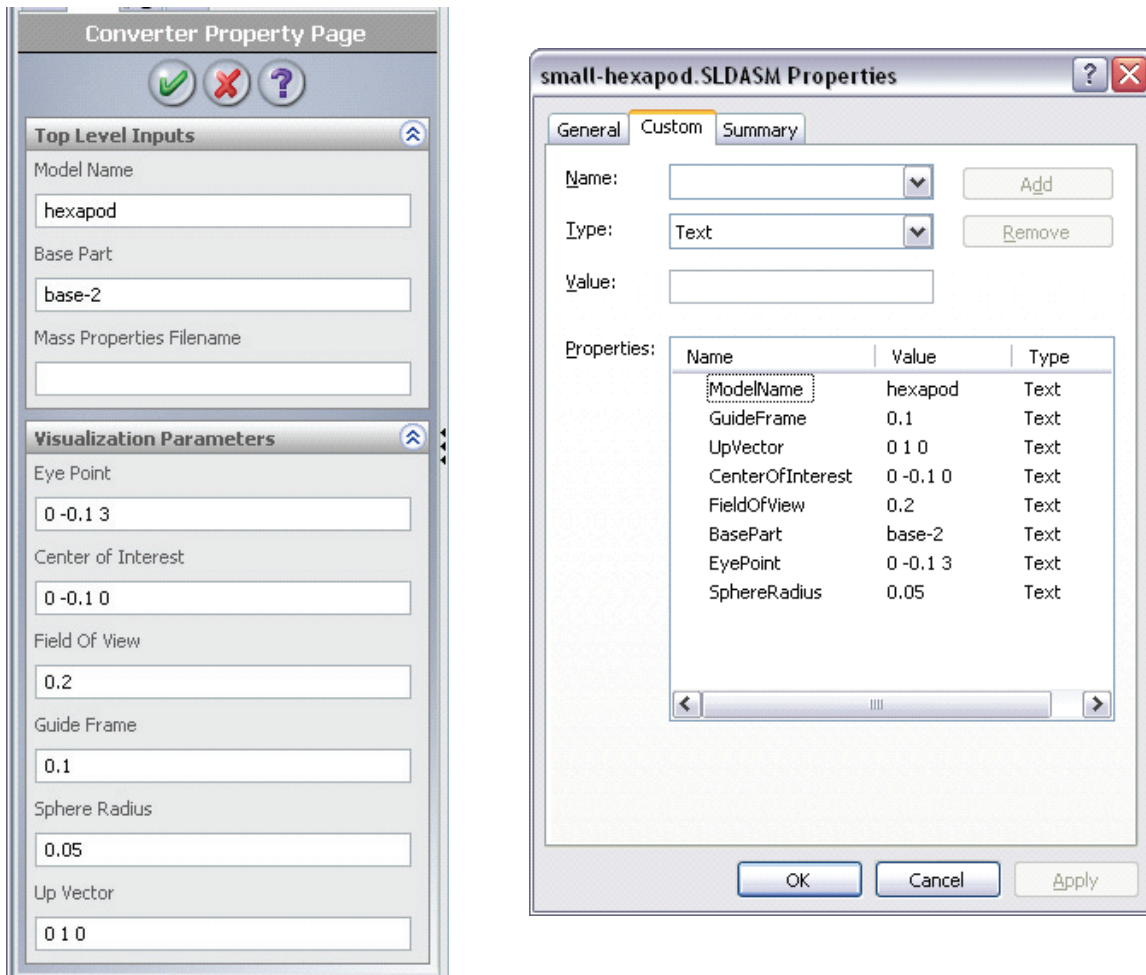 Converter Property Page
?
Top Level Inputs
Model Name
hexapod
Base Part
base-2
Mass Properties Filename
Visualization Parameters
Eye Point
0 -0.1 3
Center of Interest
0 -0.1 0
Field Of View
0.2
Guide Frame
0.1
Sphere Radius
0.05
Up Vector
0 1 0
small-hexapod.SLDASM Properties ? X
General Custom Summary
Name: Add
Type: Text Remove
Value:
Properties: Name Value Type
ModelName hexapod Text
GuideFrame 0.1 Text
UpVector 0 1 0 Text
CenterOfInterest 0 -0.1 0 Text
FieldOfView 0.2 Text
BasePart base-2 Text
EyePoint 0 -0.1 3 Text
SphereRadius 0.05 Text
OK Cancel Apply